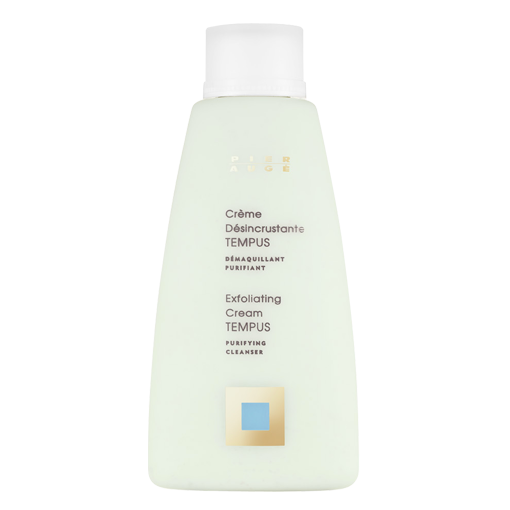 PIER
AUGE
Crème
Désincrustante
TEMPUS
DÉMAQUILLANT
PURIFIANT
Exfoliating
Cream
TEMPUS
PURIFYING
CLEANSER